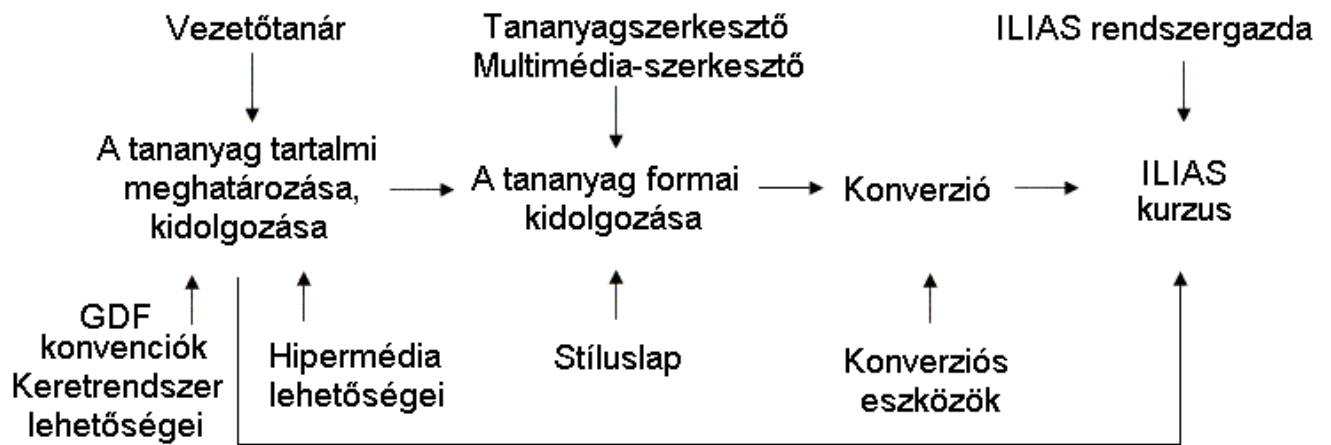 Vezetőtanár
Tananyagszerkesztő
Multimédia-szerkesztő
ILIAS rendszergazda
A tananyag tartalmi
meghatározása,
kidolgozása
A tananyag formai
kidolgozása
Konverzió
ILIAS
kurzus
GDF
konvenciók
Keretrendszer
lehetőségei
Hipermédia
lehetőségei
Stíluslap
Konverziós
eszközök